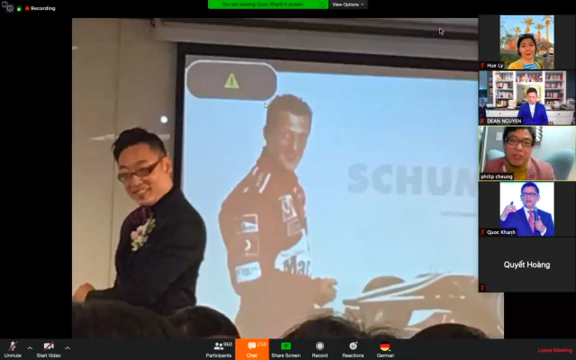 Recording
You are viewing Quoc Khanh's screen
View Options
Hue Ly
DEAN NGUYEN
SCHUM
philip cheung
Quoc Khanh
Quyết Hoàng
Unmute
Start Video
Participants
960
Chat
Share Screen
Record
Reactions
German
Leave Meeting